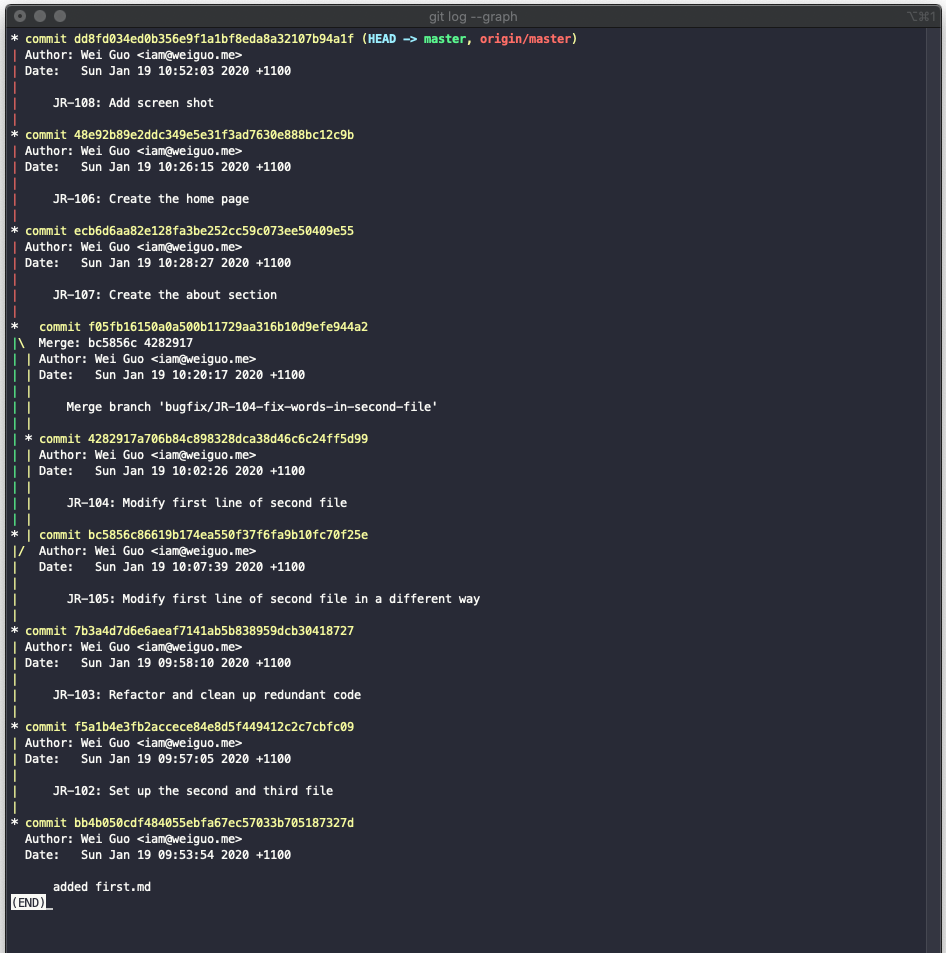 git log --graph
⌥⌘1
* commit dd8fd034ed0b356e9f1a1bf8eda8a32107b94a1f (HEAD -> master, origin/master)
| Author: Wei Guo <iam@weiguo.me>
| Date:   Sun Jan 19 10:52:03 2020 +1100
|
|     JR-108: Add screen shot
|
* commit 48e92b89e2ddc349e5e31f3ad7630e888bc12c9b
| Author: Wei Guo <iam@weiguo.me>
| Date:   Sun Jan 19 10:26:15 2020 +1100
|
|     JR-106: Create the home page
|
* commit ecb6d6aa82e128fa3be252cc59c073ee50409e55
| Author: Wei Guo <iam@weiguo.me>
| Date:   Sun Jan 19 10:28:27 2020 +1100
|
|     JR-107: Create the about section
|
*   commit f05fb16150a0a500b11729aa316b10d9efe944a2
|\  Merge: bc5856c 4282917
| | Author: Wei Guo <iam@weiguo.me>
| | Date:   Sun Jan 19 10:20:17 2020 +1100
| |
| |     Merge branch 'bugfix/JR-104-fix-words-in-second-file'
| |
| * commit 4282917a706b84c898328dca38d46c6c24ff5d99
| | Author: Wei Guo <iam@weiguo.me>
| | Date:   Sun Jan 19 10:02:26 2020 +1100
| |
| |     JR-104: Modify first line of second file
| |
* | commit bc5856c86619b174ea550f37f6fa9b10fc70f25e
|/  Author: Wei Guo <iam@weiguo.me>
|   Date:   Sun Jan 19 10:07:39 2020 +1100
|
|       JR-105: Modify first line of second file in a different way
|
* commit 7b3a4d7d6e6aeaf7141ab5b838959dcb30418727
| Author: Wei Guo <iam@weiguo.me>
| Date:   Sun Jan 19 09:58:10 2020 +1100
|
|     JR-103: Refactor and clean up redundant code
|
* commit f5a1b4e3fb2accece84e8d5f449412c2c7cbfc09
| Author: Wei Guo <iam@weiguo.me>
| Date:   Sun Jan 19 09:57:05 2020 +1100
|
|     JR-102: Set up the second and third file
|
* commit bb4b050cdf484055ebfa67ec57033b705187327d
  Author: Wei Guo <iam@weiguo.me>
  Date:   Sun Jan 19 09:53:54 2020 +1100

      added first.md
(END)